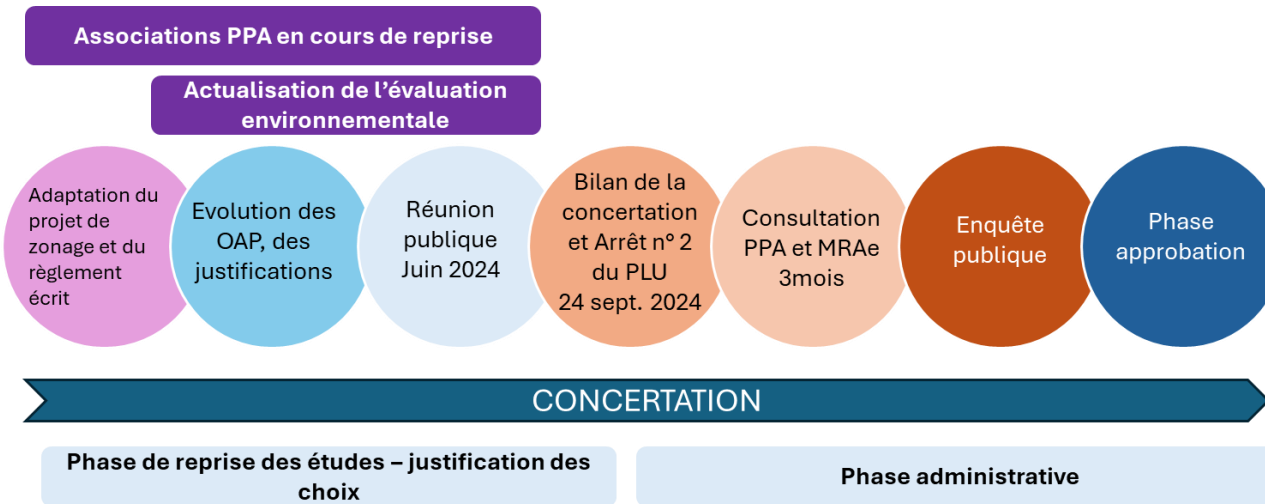 Associations PPA en cours de reprise
Actualisation de l'évaluation
environnementale
Adaptation du
projet de
zonage et du
règlement
écrit
Evolution des
OAP, des
justifications
Réunion
publique
Juin 2024
Bilan de la
concertation
et Arrêt n° 2
du PLU
24 sept. 2024
Consultation
PPA et MRAe
3mois
Enquête
publique
Phase
approbation
CONCERTATION
Phase de reprise des études – justification des
choix
Phase administrative